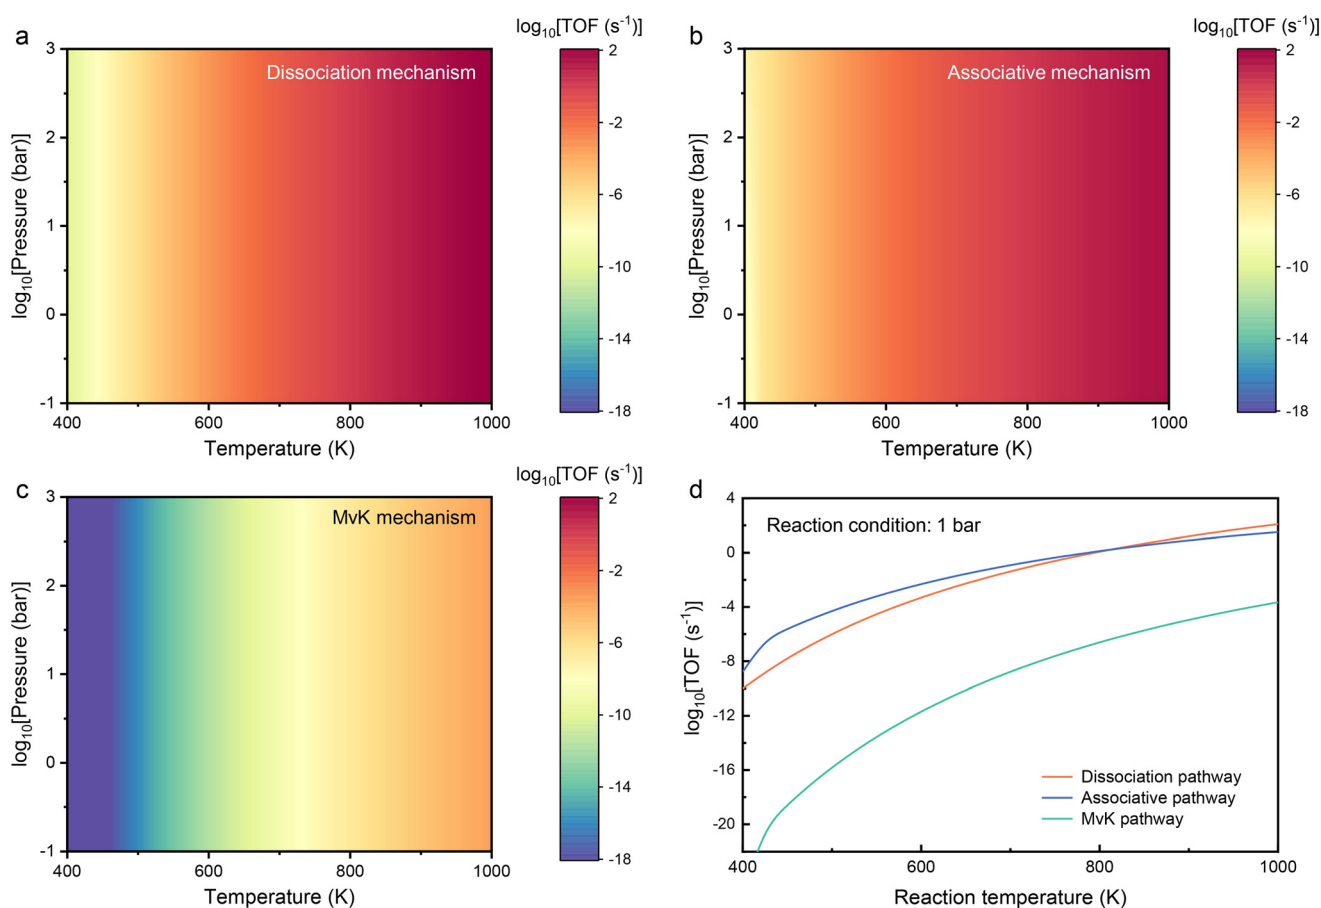 a
log10[TOF (s-1)]
Dissociation mechanism
log10[Pressure (bar)]
3
2
1
0
-1
400
600
800
1000
Temperature (K)
2
-2
-6
-10
-14
-18
b
log10[TOF (s-1)]
Associative mechanism
log10[Pressure (bar)]
3
2
1
0
-1
400
600
800
1000
Temperature (K)
2
-2
-6
-10
-14
-18
c
log10[TOF (s-1)]
MvK mechanism
log10[Pressure (bar)]
3
2
1
0
-1
400
600
800
1000
Temperature (K)
2
-2
-6
-10
-14
-18
d
Reaction condition: 1 bar
log10[TOF (s-1)]
4
0
-4
-8
-12
-16
-20
Dissociation pathway
Associative pathway
MvK pathway
400
600
800
1000
Reaction temperature (K)